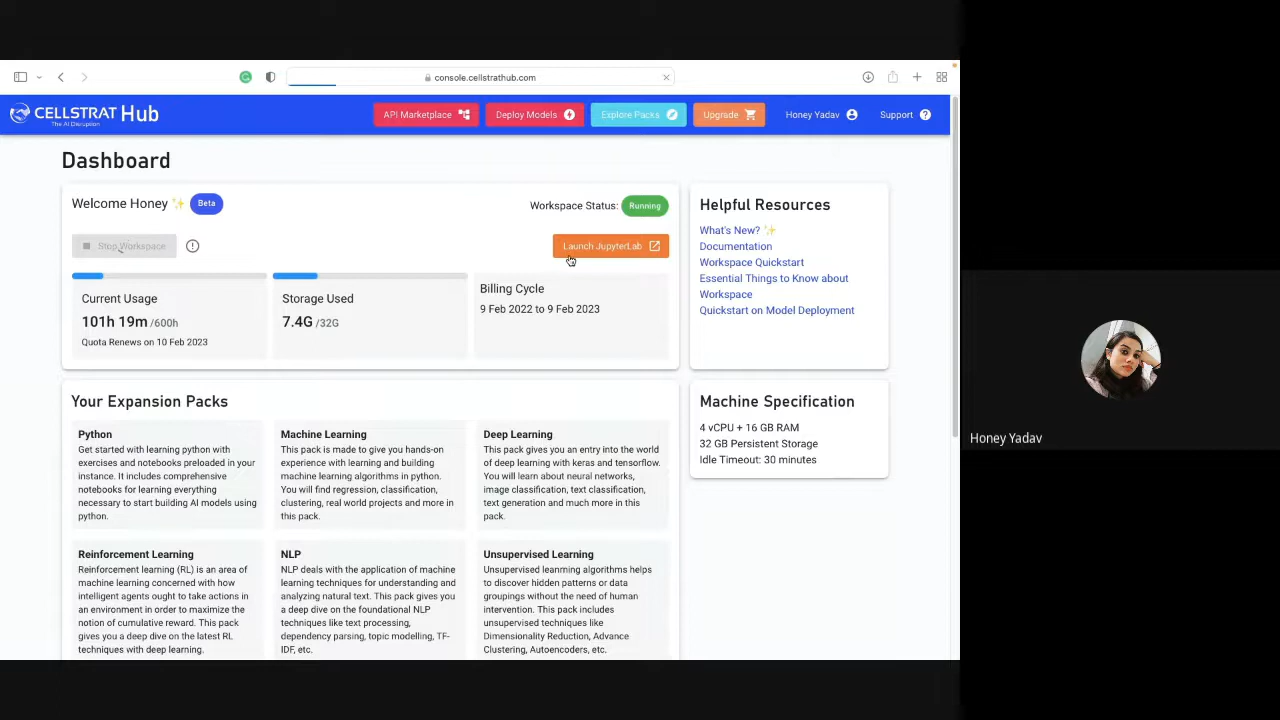 console.cellstrathub.com
CELLSTRAT Hub
The AI Disruption
API Marketplace
Deploy Models
Explore Packs
Upgrade
Honey Yadav
Support
Dashboard
Welcome Honey ✨ Beta
Workspace Status: Running
Stop Workspace
Launch JupyterLab
Current Usage
101h 19m /600h
Quota Renews on 10 Feb 2023
Storage Used
7.4G /32G
Billing Cycle
9 Feb 2022 to 9 Feb 2023
Helpful Resources
What's New? ✨
Documentation
Workspace Quickstart
Essential Things to Know about
Workspace
Quickstart on Model Deployment
Your Expansion Packs
Python
Get started with learning python with
exercises and notebooks preloaded in your
instance. It includes comprehensive
notebooks for learning everything
necessary to start building AI models using
python.
Machine Learning
This pack is made to give you hands-on
experience with learning and building
machine learning algorithms in python.
You will find regression, classification,
clustering, real world projects and more in
this pack.
Deep Learning
This pack gives you an entry into the world
of deep learning with keras and tensorflow.
You will learn about neural networks,
image classification, text classification,
text generation and much more in this
pack.
Reinforcement Learning
Reinforcement learning (RL) is an area of
machine learning concerned with how
intelligent agents ought to take actions in
an environment in order to maximize the
notion of cumulative reward. This pack
gives you a deep dive on the latest RL
techniques with deep learning.
NLP
NLP deals with the application of machine
learning techniques for understanding and
analyzing natural text. This pack gives you
a deep dive on the foundational NLP
techniques like text processing,
dependency parsing, topic modelling, TF-
IDF, etc.
Unsupervised Learning
Unsupervised learnming algorithms helps
to discover hidden patterns or data
groupings without the need of human
intervention. This pack includes
unsupervised techniques like
Dimensionality Reduction, Advance
Clustering, Autoencoders, etc.
Machine Specification
4 vCPU + 16 GB RAM
32 GB Persistent Storage
Idle Timeout: 30 minutes
Honey Yadav